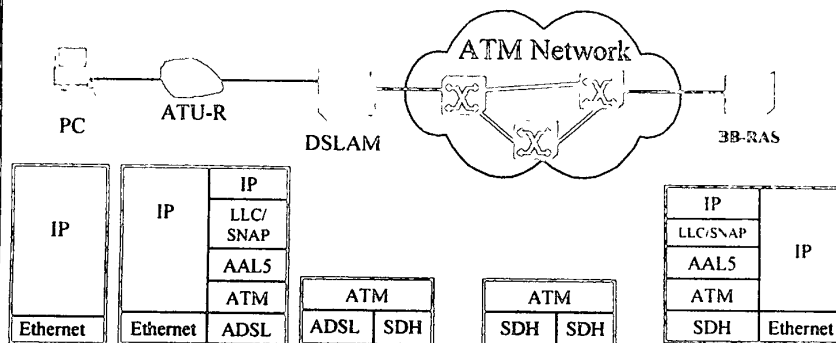 ATM Network
PC
ATU-R
DSLAM
BB-RAS
IP
Ethernet
IP
Ethernet
IP
LLC/
SNAP
AAL5
ATM
ADSL
ATM
ADSL SDH
ATM
SDH SDH
IP
LLC/SNAP
AAL5
ATM
SDH
IP
Ethernet